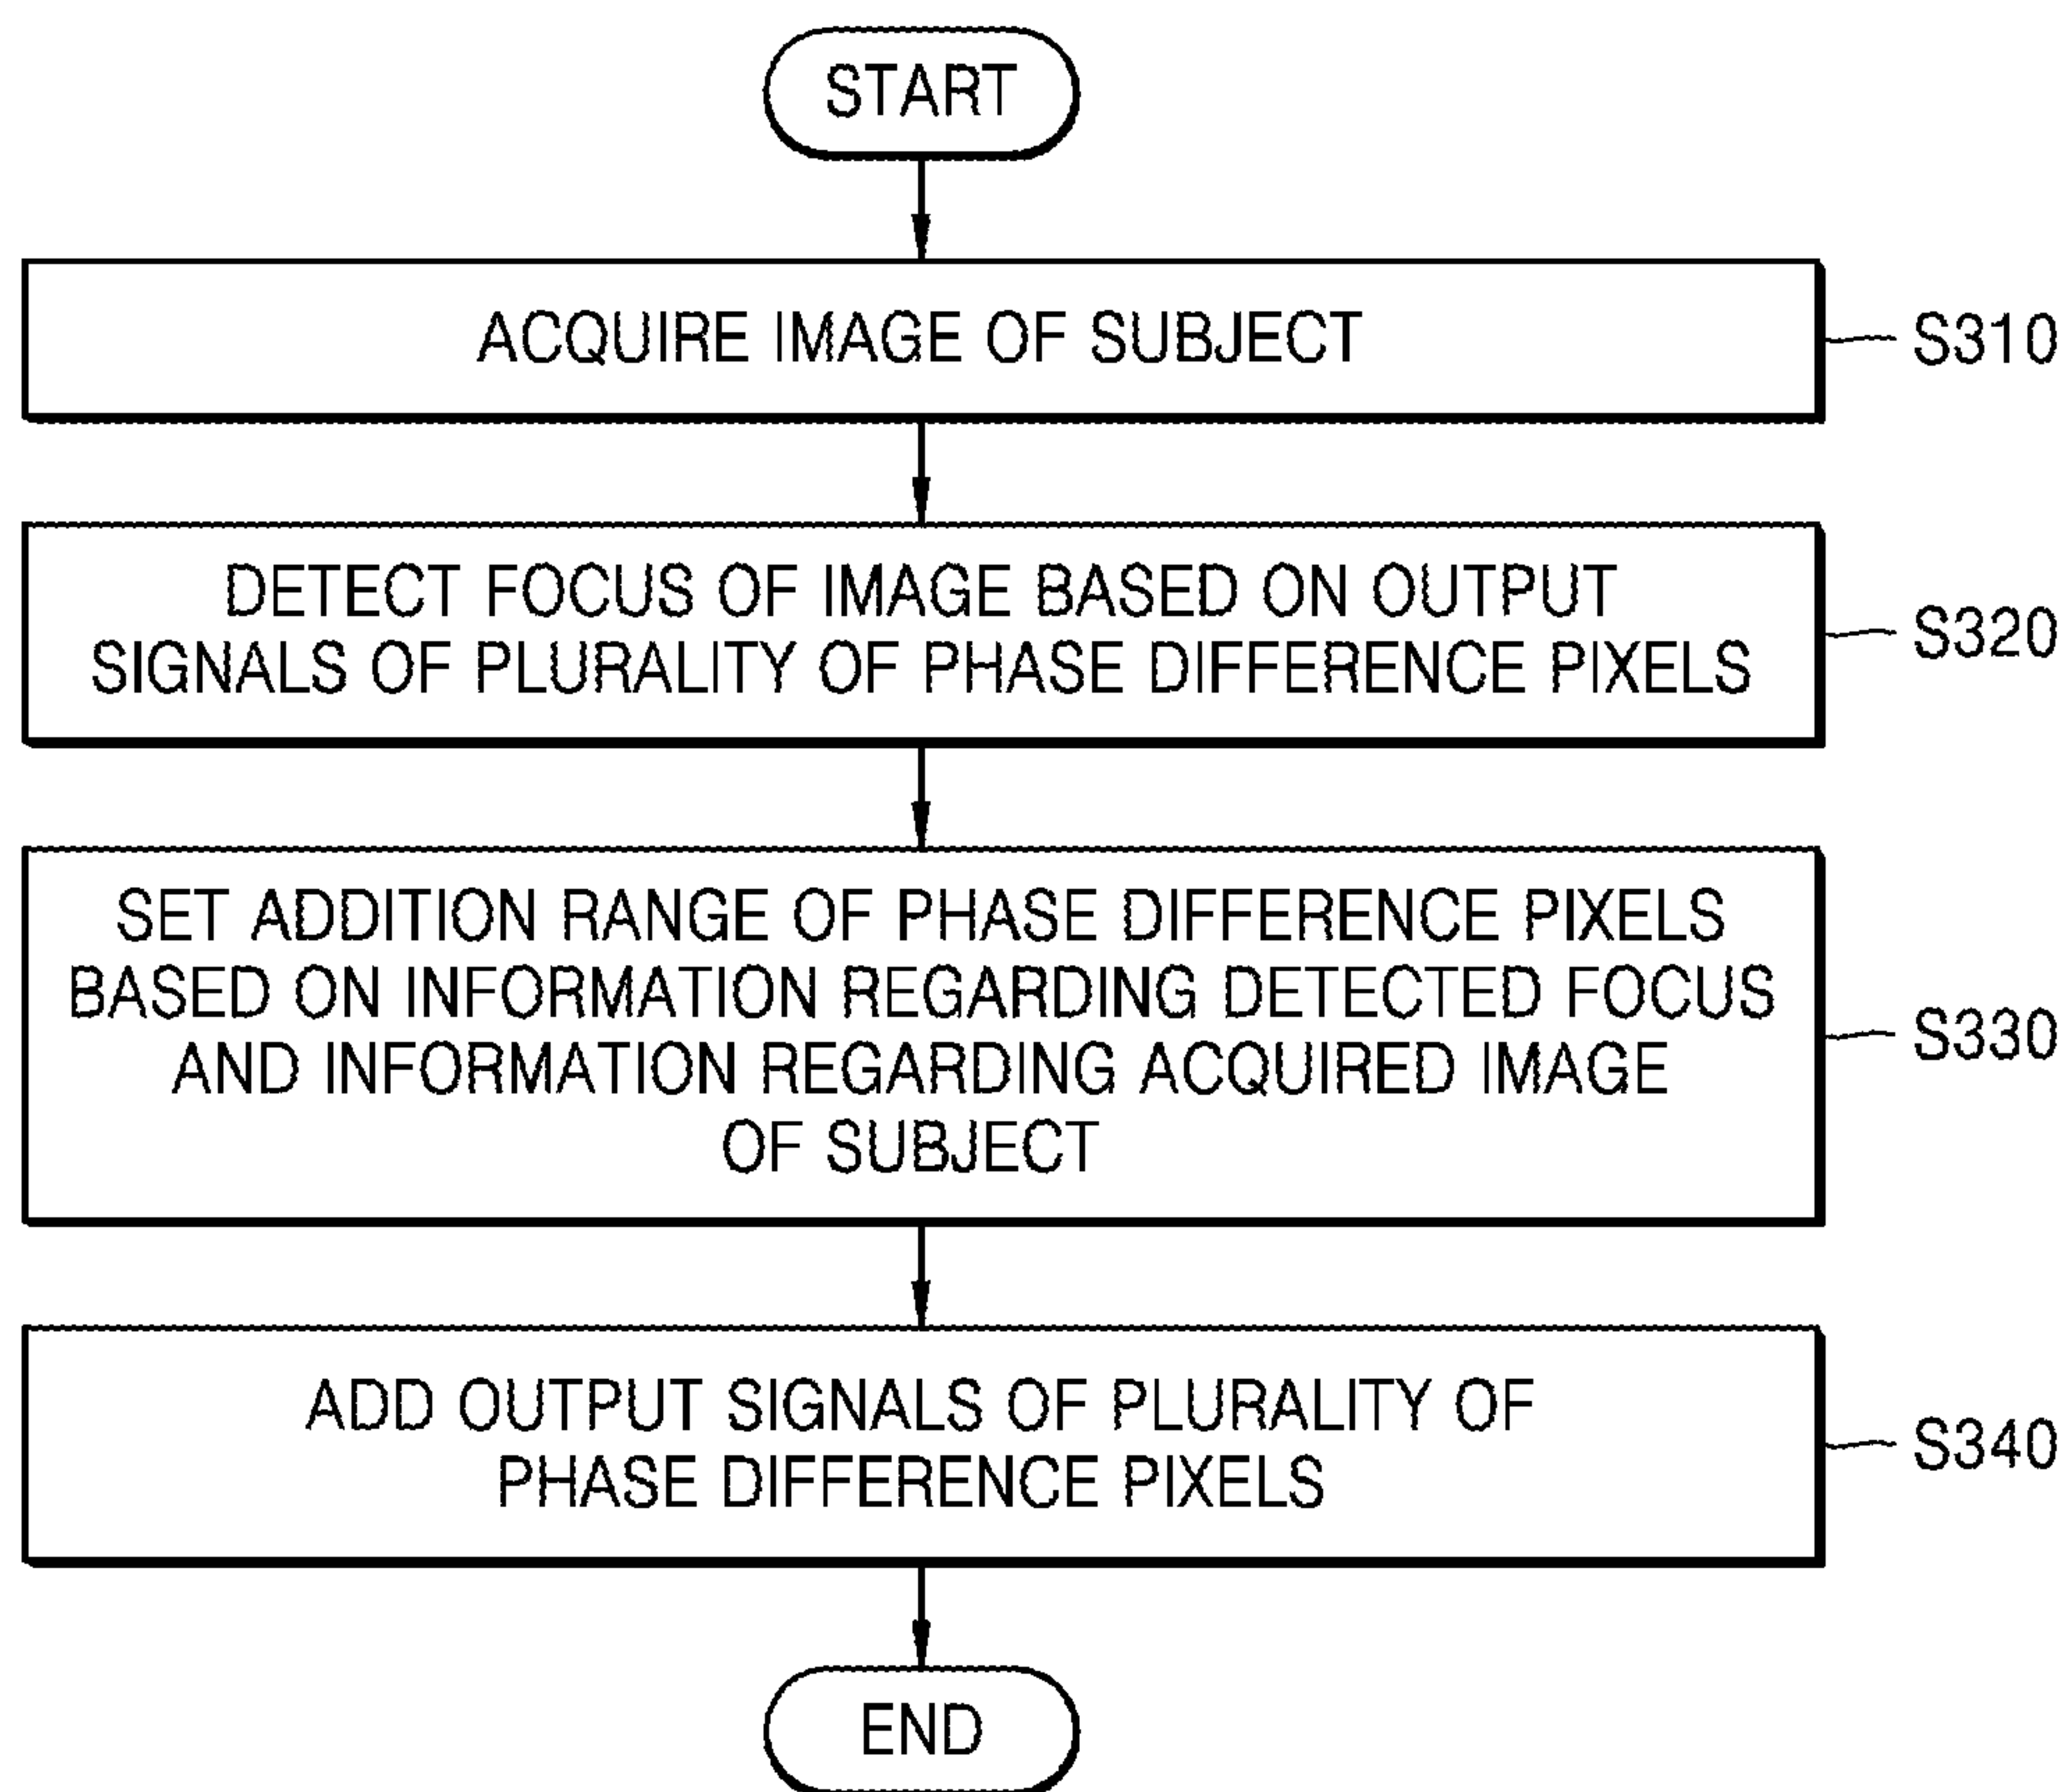 START
ACQUIRE IMAGE OF SUBJECT
S310
DETECT FOCUS OF IMAGE BASED ON OUTPUT
SIGNALS OF PLURALITY OF PHASE DIFFERENCE PIXELS
S320
SET ADDITION RANGE OF PHASE DIFFERENCE PIXELS
BASED ON INFORMATION REGARDING DETECTED FOCUS
AND INFORMATION REGARDING ACQUIRED IMAGE
OF SUBJECT
S330
ADD OUTPUT SIGNALS OF PLURALITY OF
PHASE DIFFERENCE PIXELS
S340
END